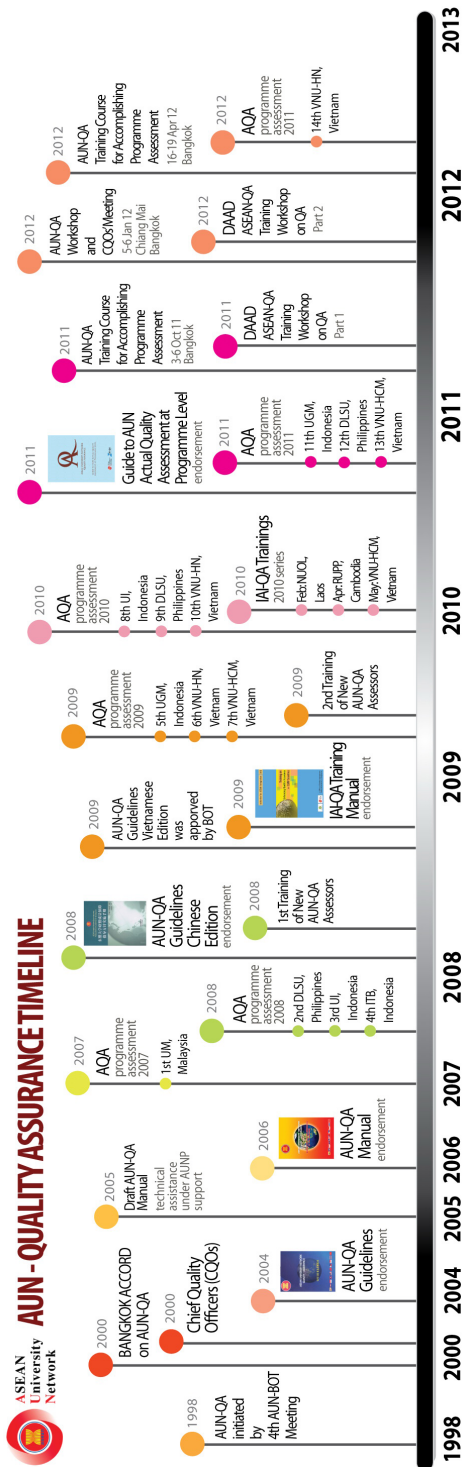 ASEAN
University
Network
AUN - QUALITY ASSURANCE TIMELINE
1998
AUN-QA
initiated
by
4th AUN-BOT
Meeting
2000
BANGKOK ACCORD
on AUN-QA
2000
Chief Quality
Officers (CQOs)
2004
AUN-QA
Guidelines
endorsement
2005
Draft AUN-QA
Manual
technical
assistance
under AUNP
support
2006
AUN-QA
Manual
endorsement
2007
AQA
programme
assessment
2007
1st UM,
Malaysia
2008
AQA
programme
assessment
2008
2nd DLSU,
Philippines
3rd UI,
Indonesia
4th ITB,
Indonesia
2008
AUN-QA
Guidelines
Chinese
Edition
endorsement
2008
1st Training
of New
AUN-QA
Assessors
2009
AUN-QA
Guidelines
Vietnamese
Edition
was
apporved
by BOT
2009
IAI-QA Training
Manual
endorsement
2009
AQA
programme
assessment
2009
5th UGM,
Indonesia
6th VNU-HN,
Vietnam
7th VNU-HCM,
Vietnam
2009
2nd Training
of New
AUN-QA
Assessors
2010
AQA
programme
assessment
2010
8th UI,
Indonesia
9th DLSU,
Philippines
10th VNU-HN,
Vietnam
2010
IAI-QA Trainings
2010 series
Feb:NUOL,
Laos
Apr:RUPP,
Cambodia
May:VNU-HCM,
Vietnam
2011
Guide to AUN
Actual Quality
Assessment at
Programme Level
endorsement
2011
AQA
programme
assessment
2011
11th UGM,
Indonesia
12th DLSU,
Philippines
13th VNU-HCM,
Vietnam
2011
AUN-QA
Training Course
for Accomplishing
Programme
Assessment
3-6 Oct 11
Bangkok
2011
DAAD
ASEAN-QA
Training
Workshop
on QA
Part 1
2012
AUN-QA
Workshop
and
CQOs' Meeting
5-6 Jan 12
Chiang Mai
Bangkok
2012
DAAD
ASEAN-QA
Training
Workshop
on QA
Part 2
2012
AUN-QA
Training Course
for Accomplishing
Programme
Assessment
16-19 Apr 12
Bangkok
2012
AQA
programme
assessment
2011
14th VNU-HN,
Vietnam
1998 2000 2004 2005 2006 2007 2008 2009 2010 2011 2012 2013